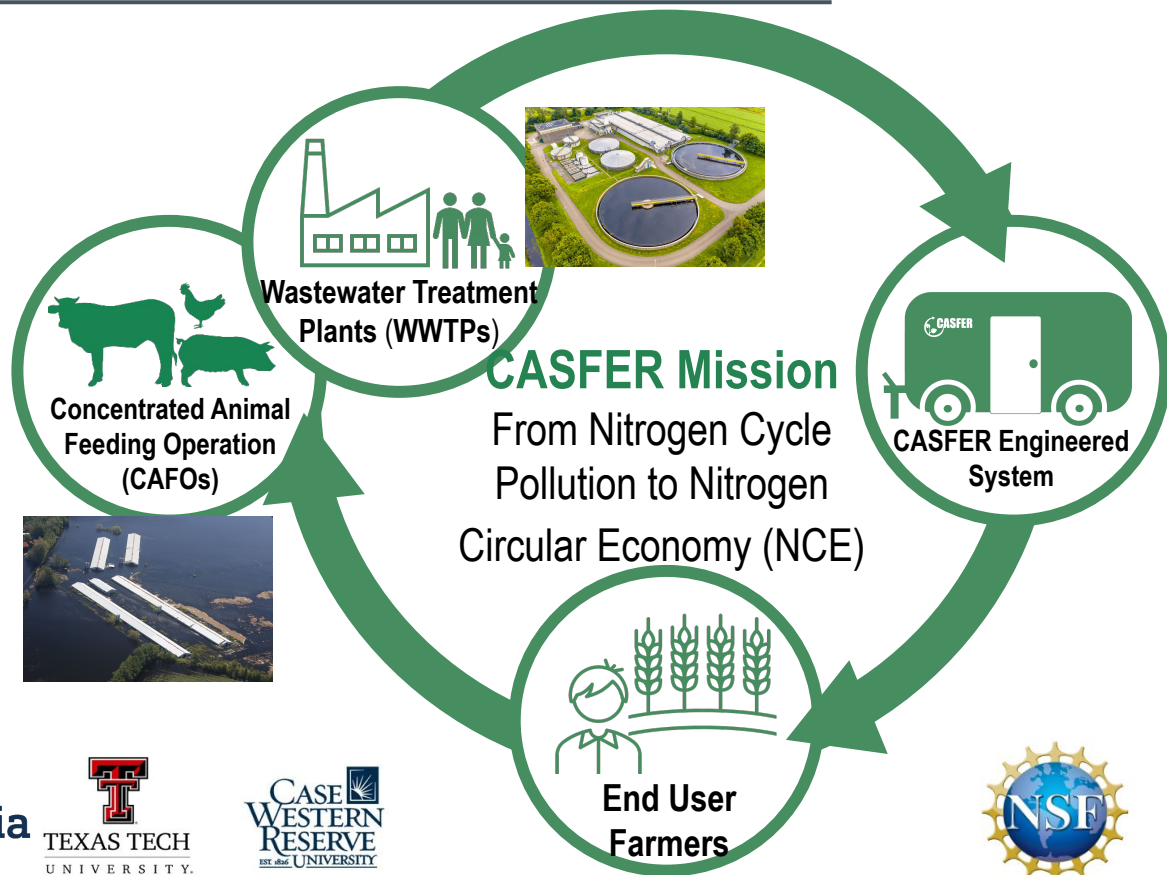 Wastewater Treatment
Plants (WWTPs)
Concentrated Animal
Feeding Operation
(CAFOs)
CASFER Mission
From Nitrogen Cycle
Pollution to Nitrogen
Circular Economy (NCE)
CASFER
CASFER Engineered
System
End User
Farmers
ia
TEXAS TECH
UNIVERSITY.
CASE
WESTERN
RESERVE
EST. 1826 UNIVERSITY
NSF